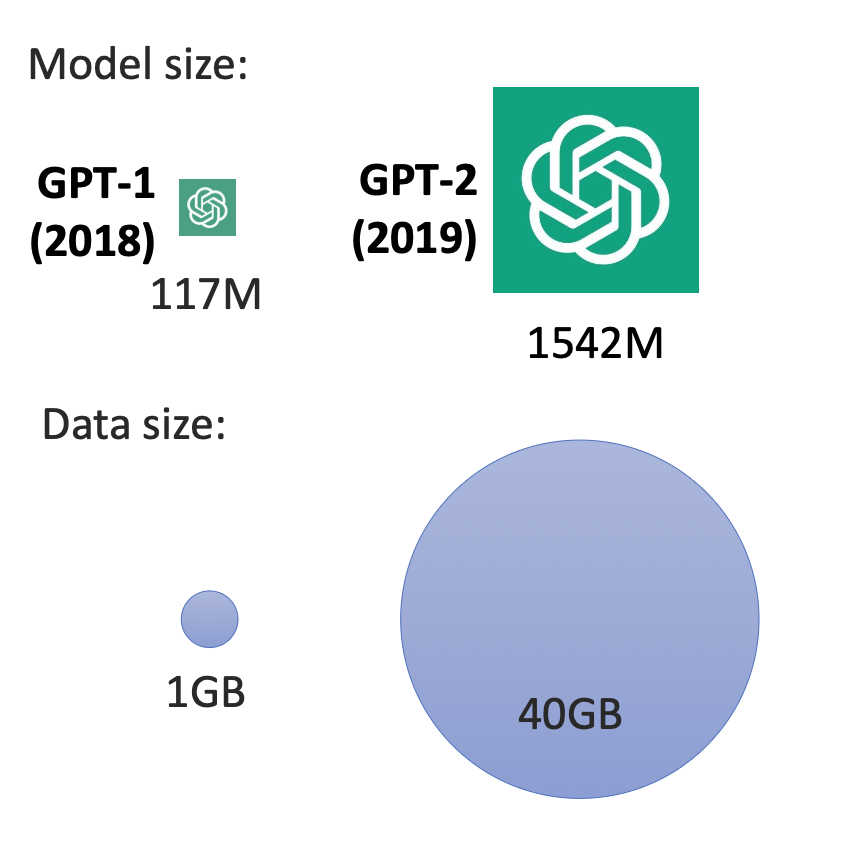 Model size:
GPT-1
(2018)
117M
GPT-2
(2019)
1542M
Data size:
1GB
40GB